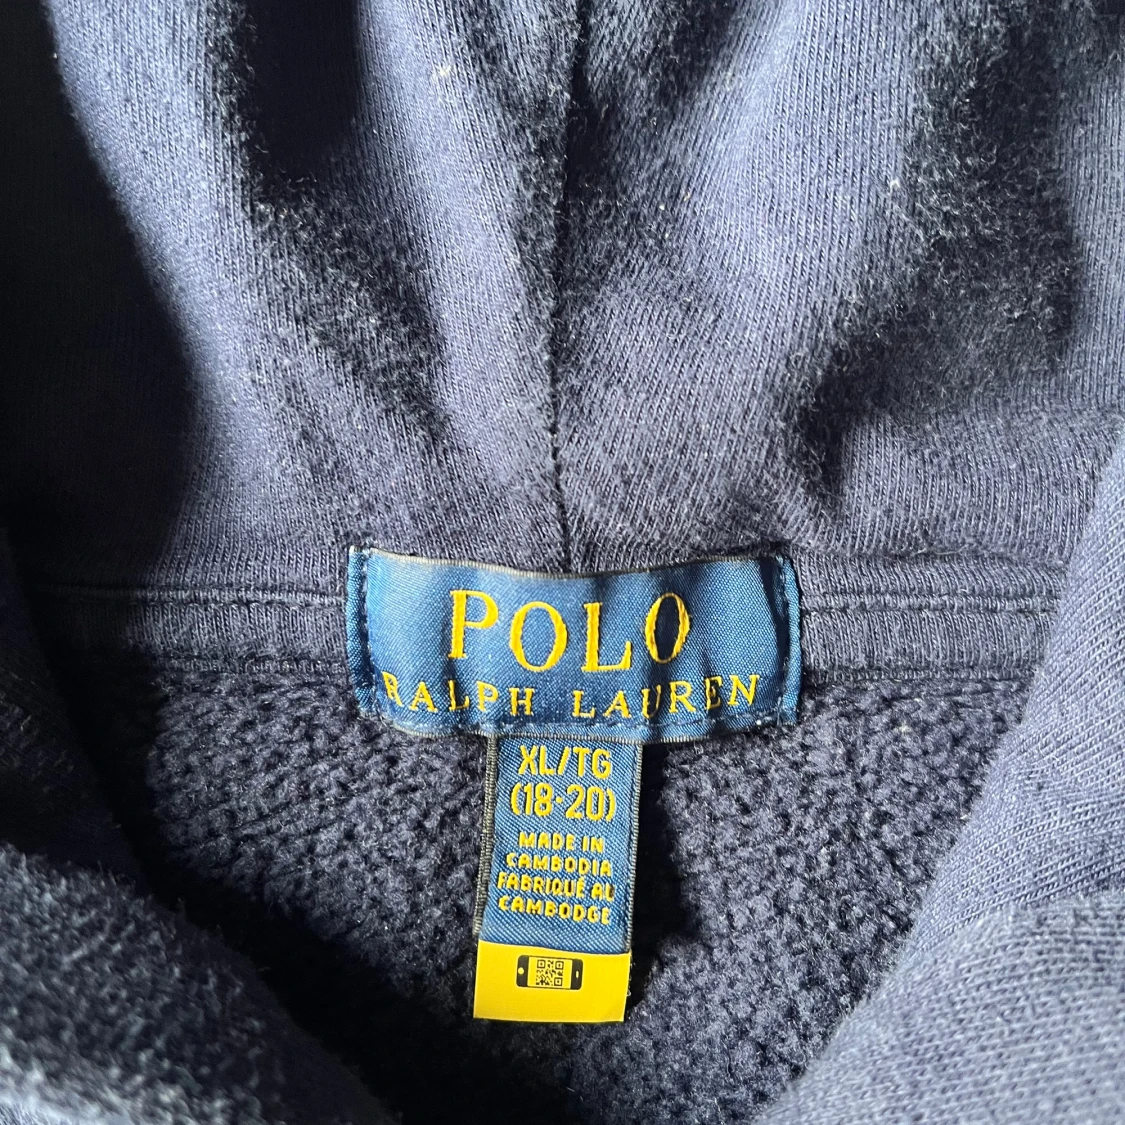 POLO
RALPH LAUREN
XL/TG
(18-20)
MADE IN
CAMBODIA
FABRIQUÉ AU
CAMBODGE